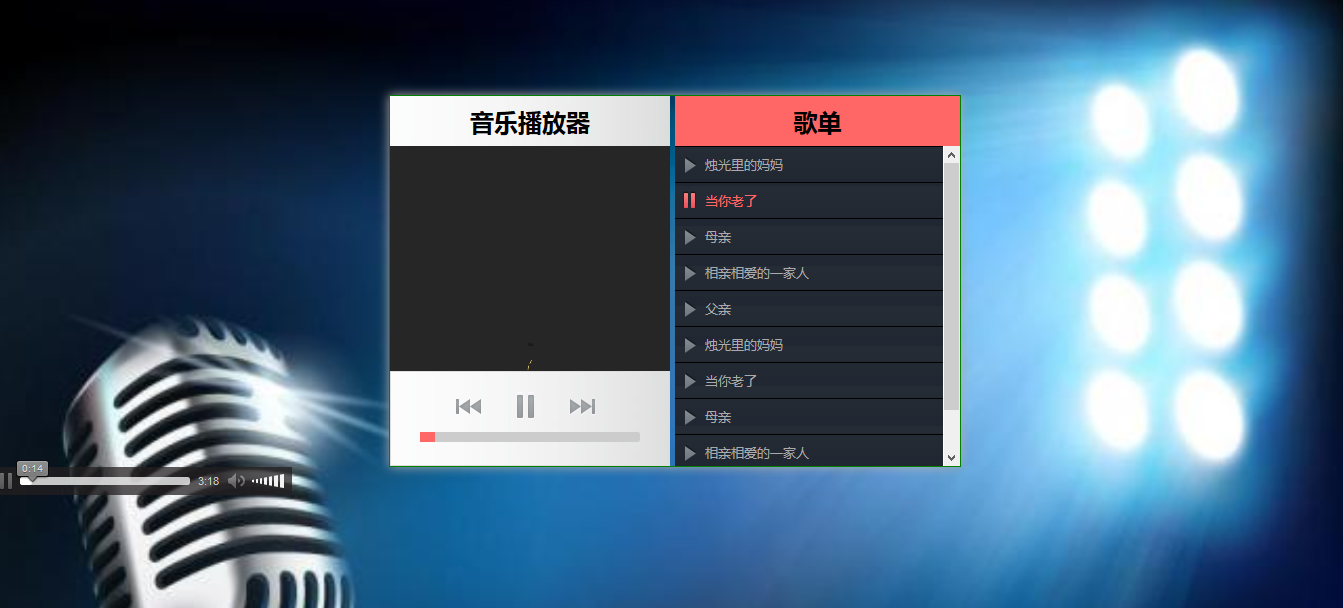 音乐播放器
歌单
烛光里的妈妈
当你老了
母亲
相亲相爱的一家人
父亲
烛光里的妈妈
当你老了
母亲
相亲相爱的一家人
0:14
3:18